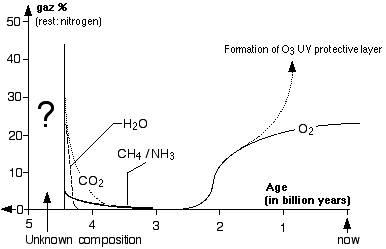 gaz %
(rest: nitrogen)
50
40
30
20
10
0
?
H2O
CH4 / NH3
CO2
Formation of O3 UY protective layer
O2
Age
(in billion years)
5
4
3
2
1
now
Unknown composition